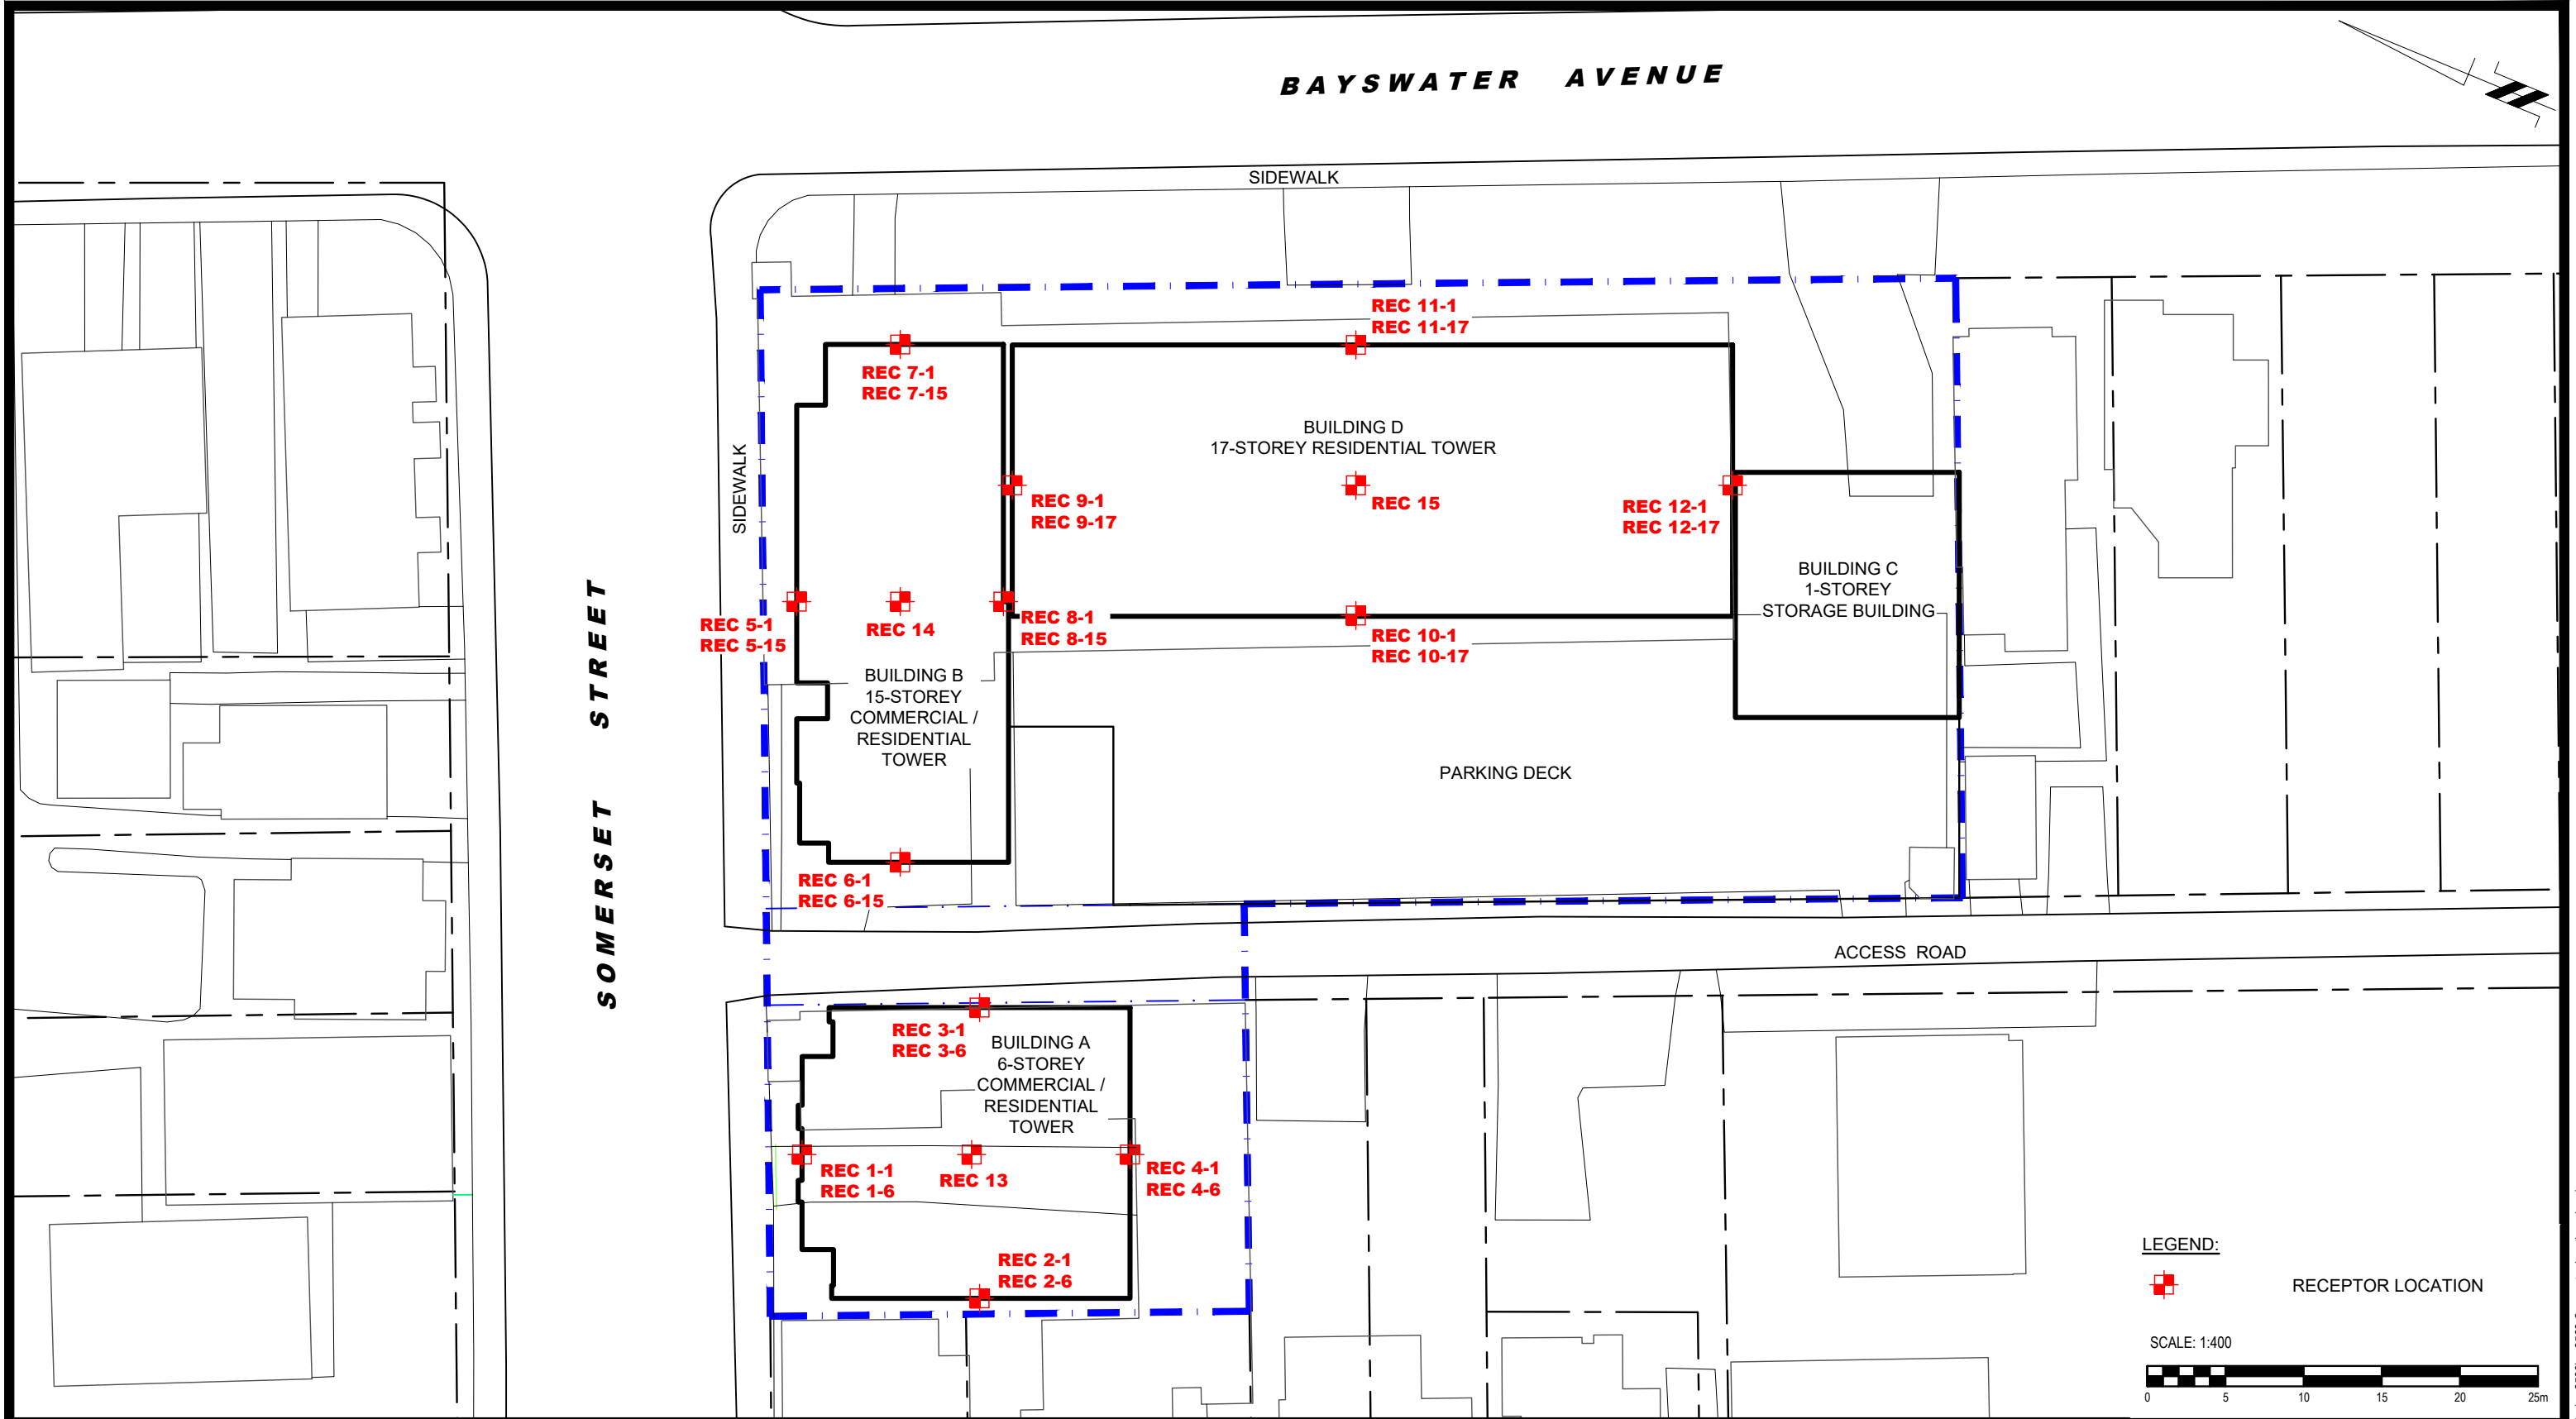 BAYSWATER AVENUE
SIDEWALK
REC 11-1
REC 11-17
REC 7-1
REC 7-15
BUILDING D
17-STOREY RESIDENTIAL TOWER
SIDEWALK
REC 9-1
REC 9-17
REC 15
REC 12-1
REC 12-17
BUILDING C
1-STOREY
STORAGE BUILDING
REC 5-1
REC 5-15
REC 14
REC 8-1
REC 8-15
REC 10-1
REC 10-17
BUILDING B
15-STOREY
COMMERCIAL /
RESIDENTIAL
TOWER
SOMERSET STREET
PARKING DECK
REC 6-1
REC 6-15
ACCESS ROAD
REC 3-1
REC 3-6
BUILDING A
6-STOREY
COMMERCIAL /
RESIDENTIAL
TOWER
REC 1-1
REC 1-6
REC 13
REC 4-1
REC 4-6
REC 2-1
REC 2-6
LEGEND:
RECEPTOR LOCATION
SCALE: 1:400
0 5 10 15 20 25m